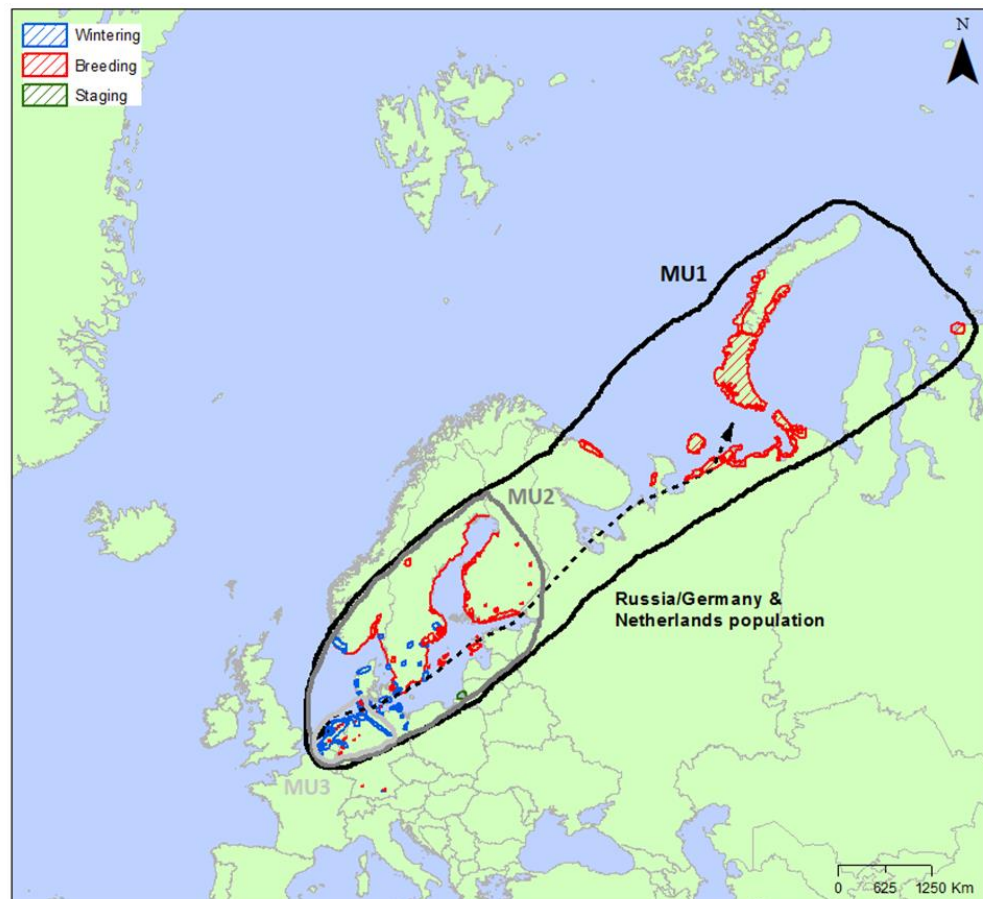 Wintering
Breeding
Staging
N
MU1
MU2
Russia/Germany &
Netherlands population
MU3
0 625 1250 Km